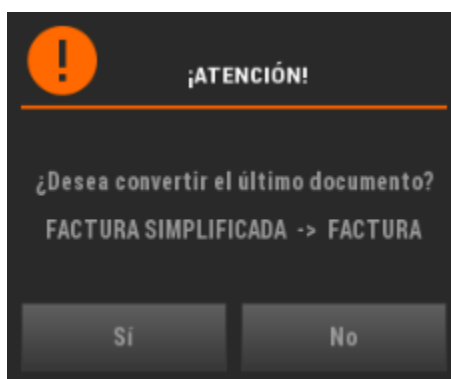 ¡ATENCIÓN!
¿Desea convertir el último documento?
FACTURA SIMPLIFICADA -> FACTURA
Sí
No